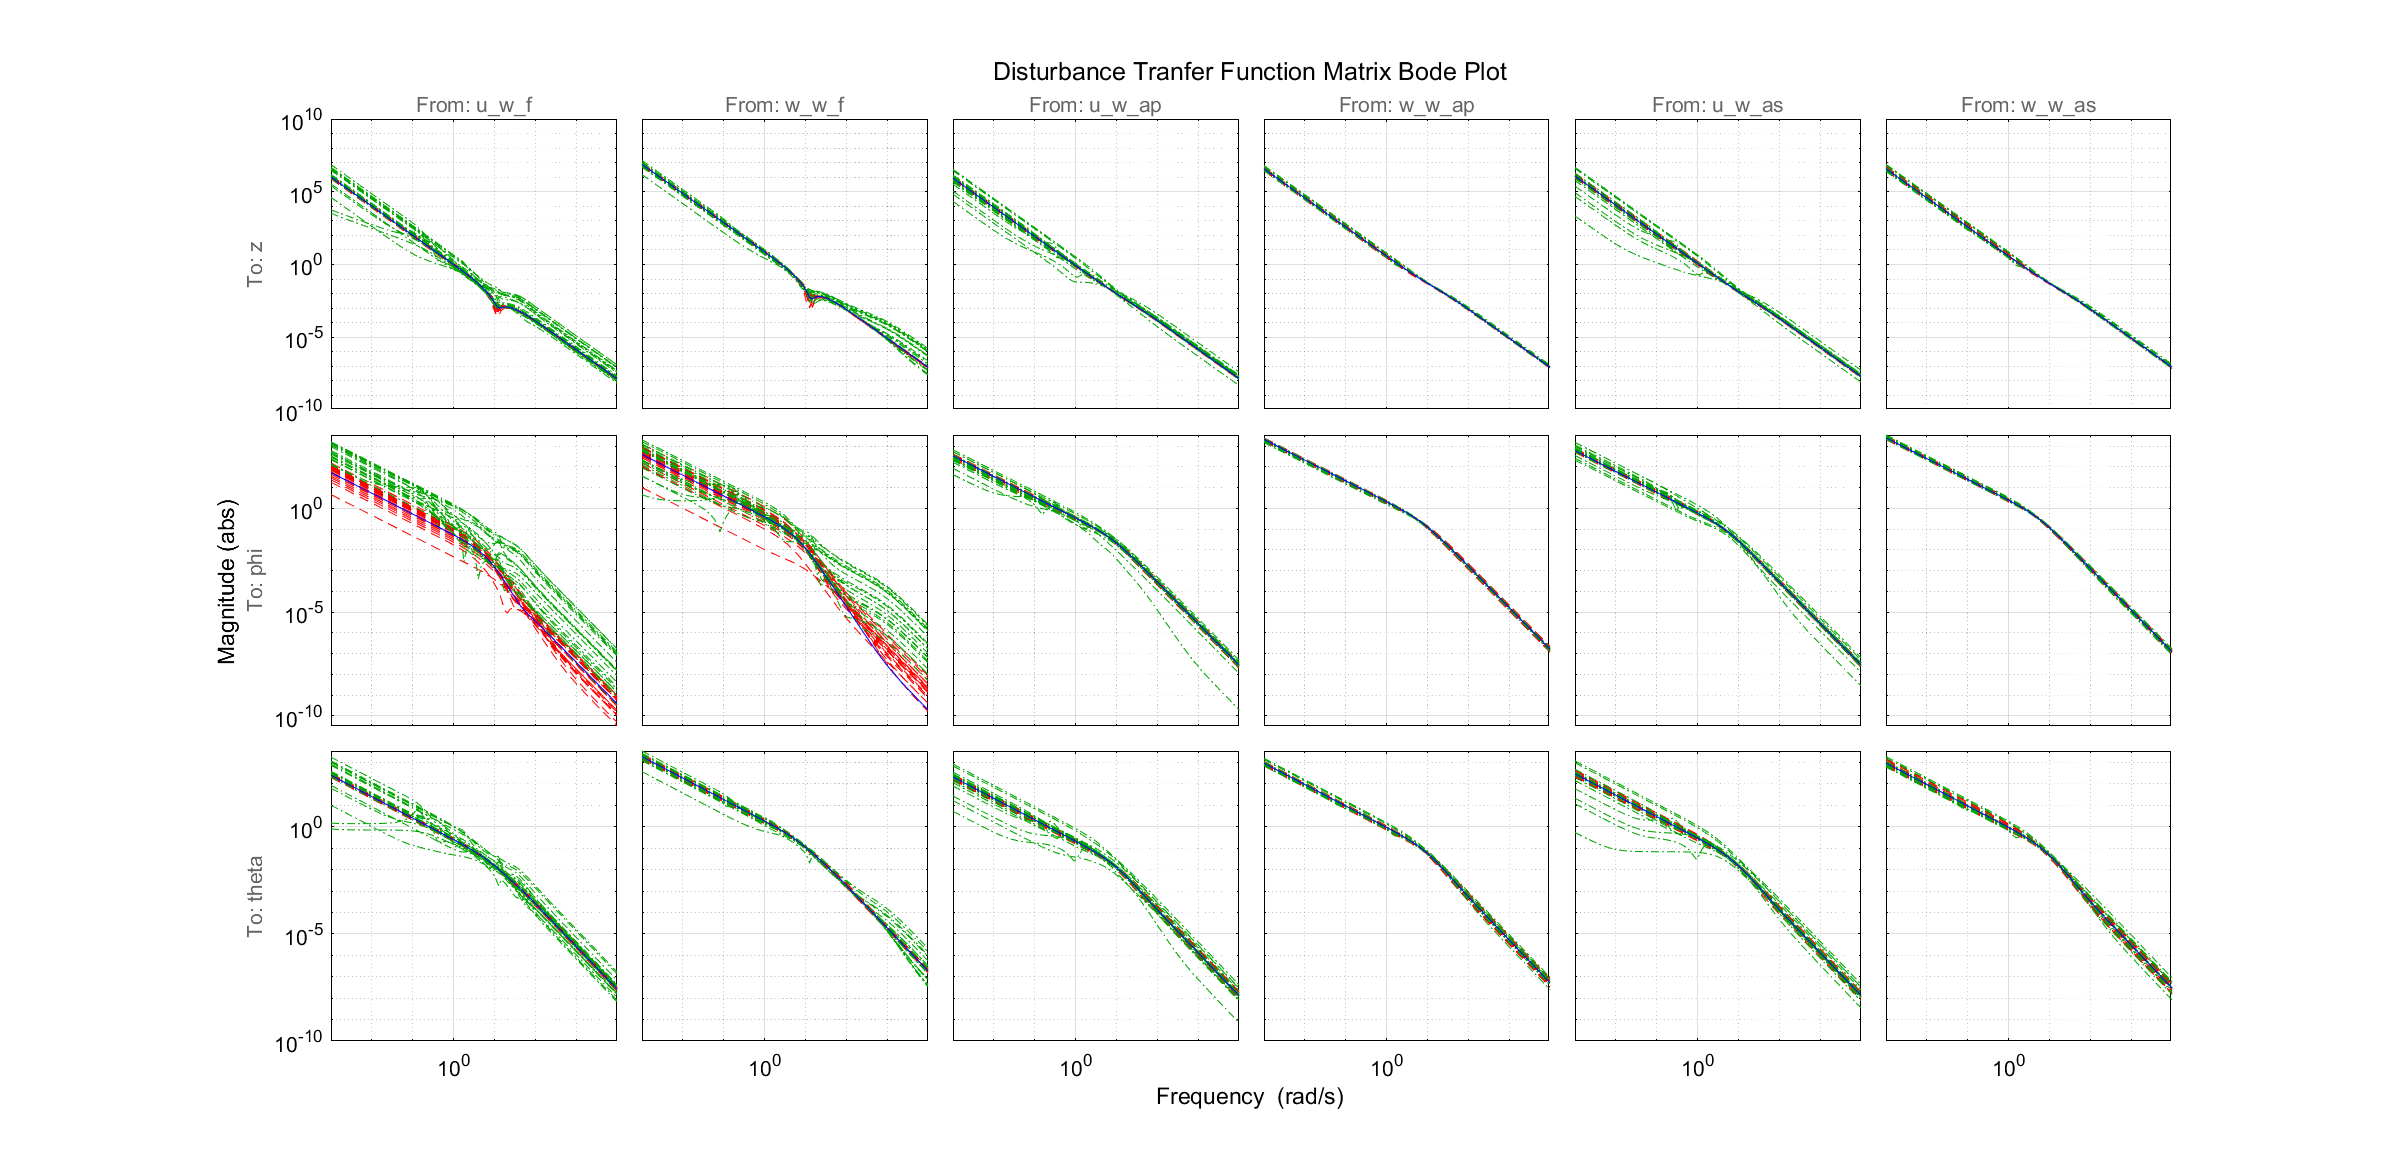 Disturbance Tranfer Function Matrix Bode Plot
From: u_w_f From: w_w_f From: u_w_ap From: w_w_ap From: u_w_as From: w_w_as
10^10
10^5
To: z
10^0
10^-5
10^-10
Magnitude (abs)
10^0
To: phi
10^-5
10^-10
10^0
To: theta
10^-5
10^-10
10^0 10^0 10^0 10^0 10^0 10^0
Frequency (rad/s)